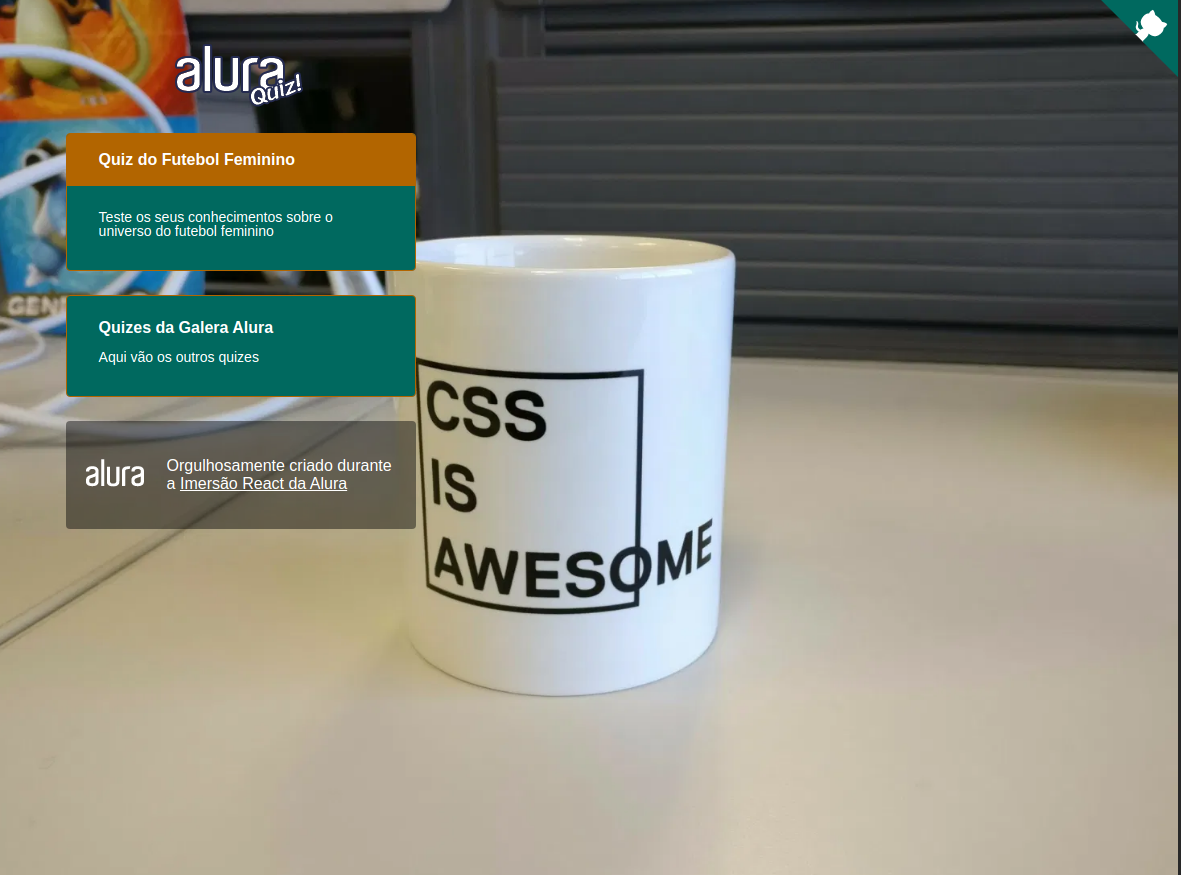 alura
Quiz!
Quiz do Futebol Feminino
Teste os seus conhecimentos sobre o
universo do futebol feminino
Quizes da Galera Alura
Aqui vão os outros quizes
alura
Orgulhosamente criado durante
a Imersão React da Alura
CSS
IS
AWESOME